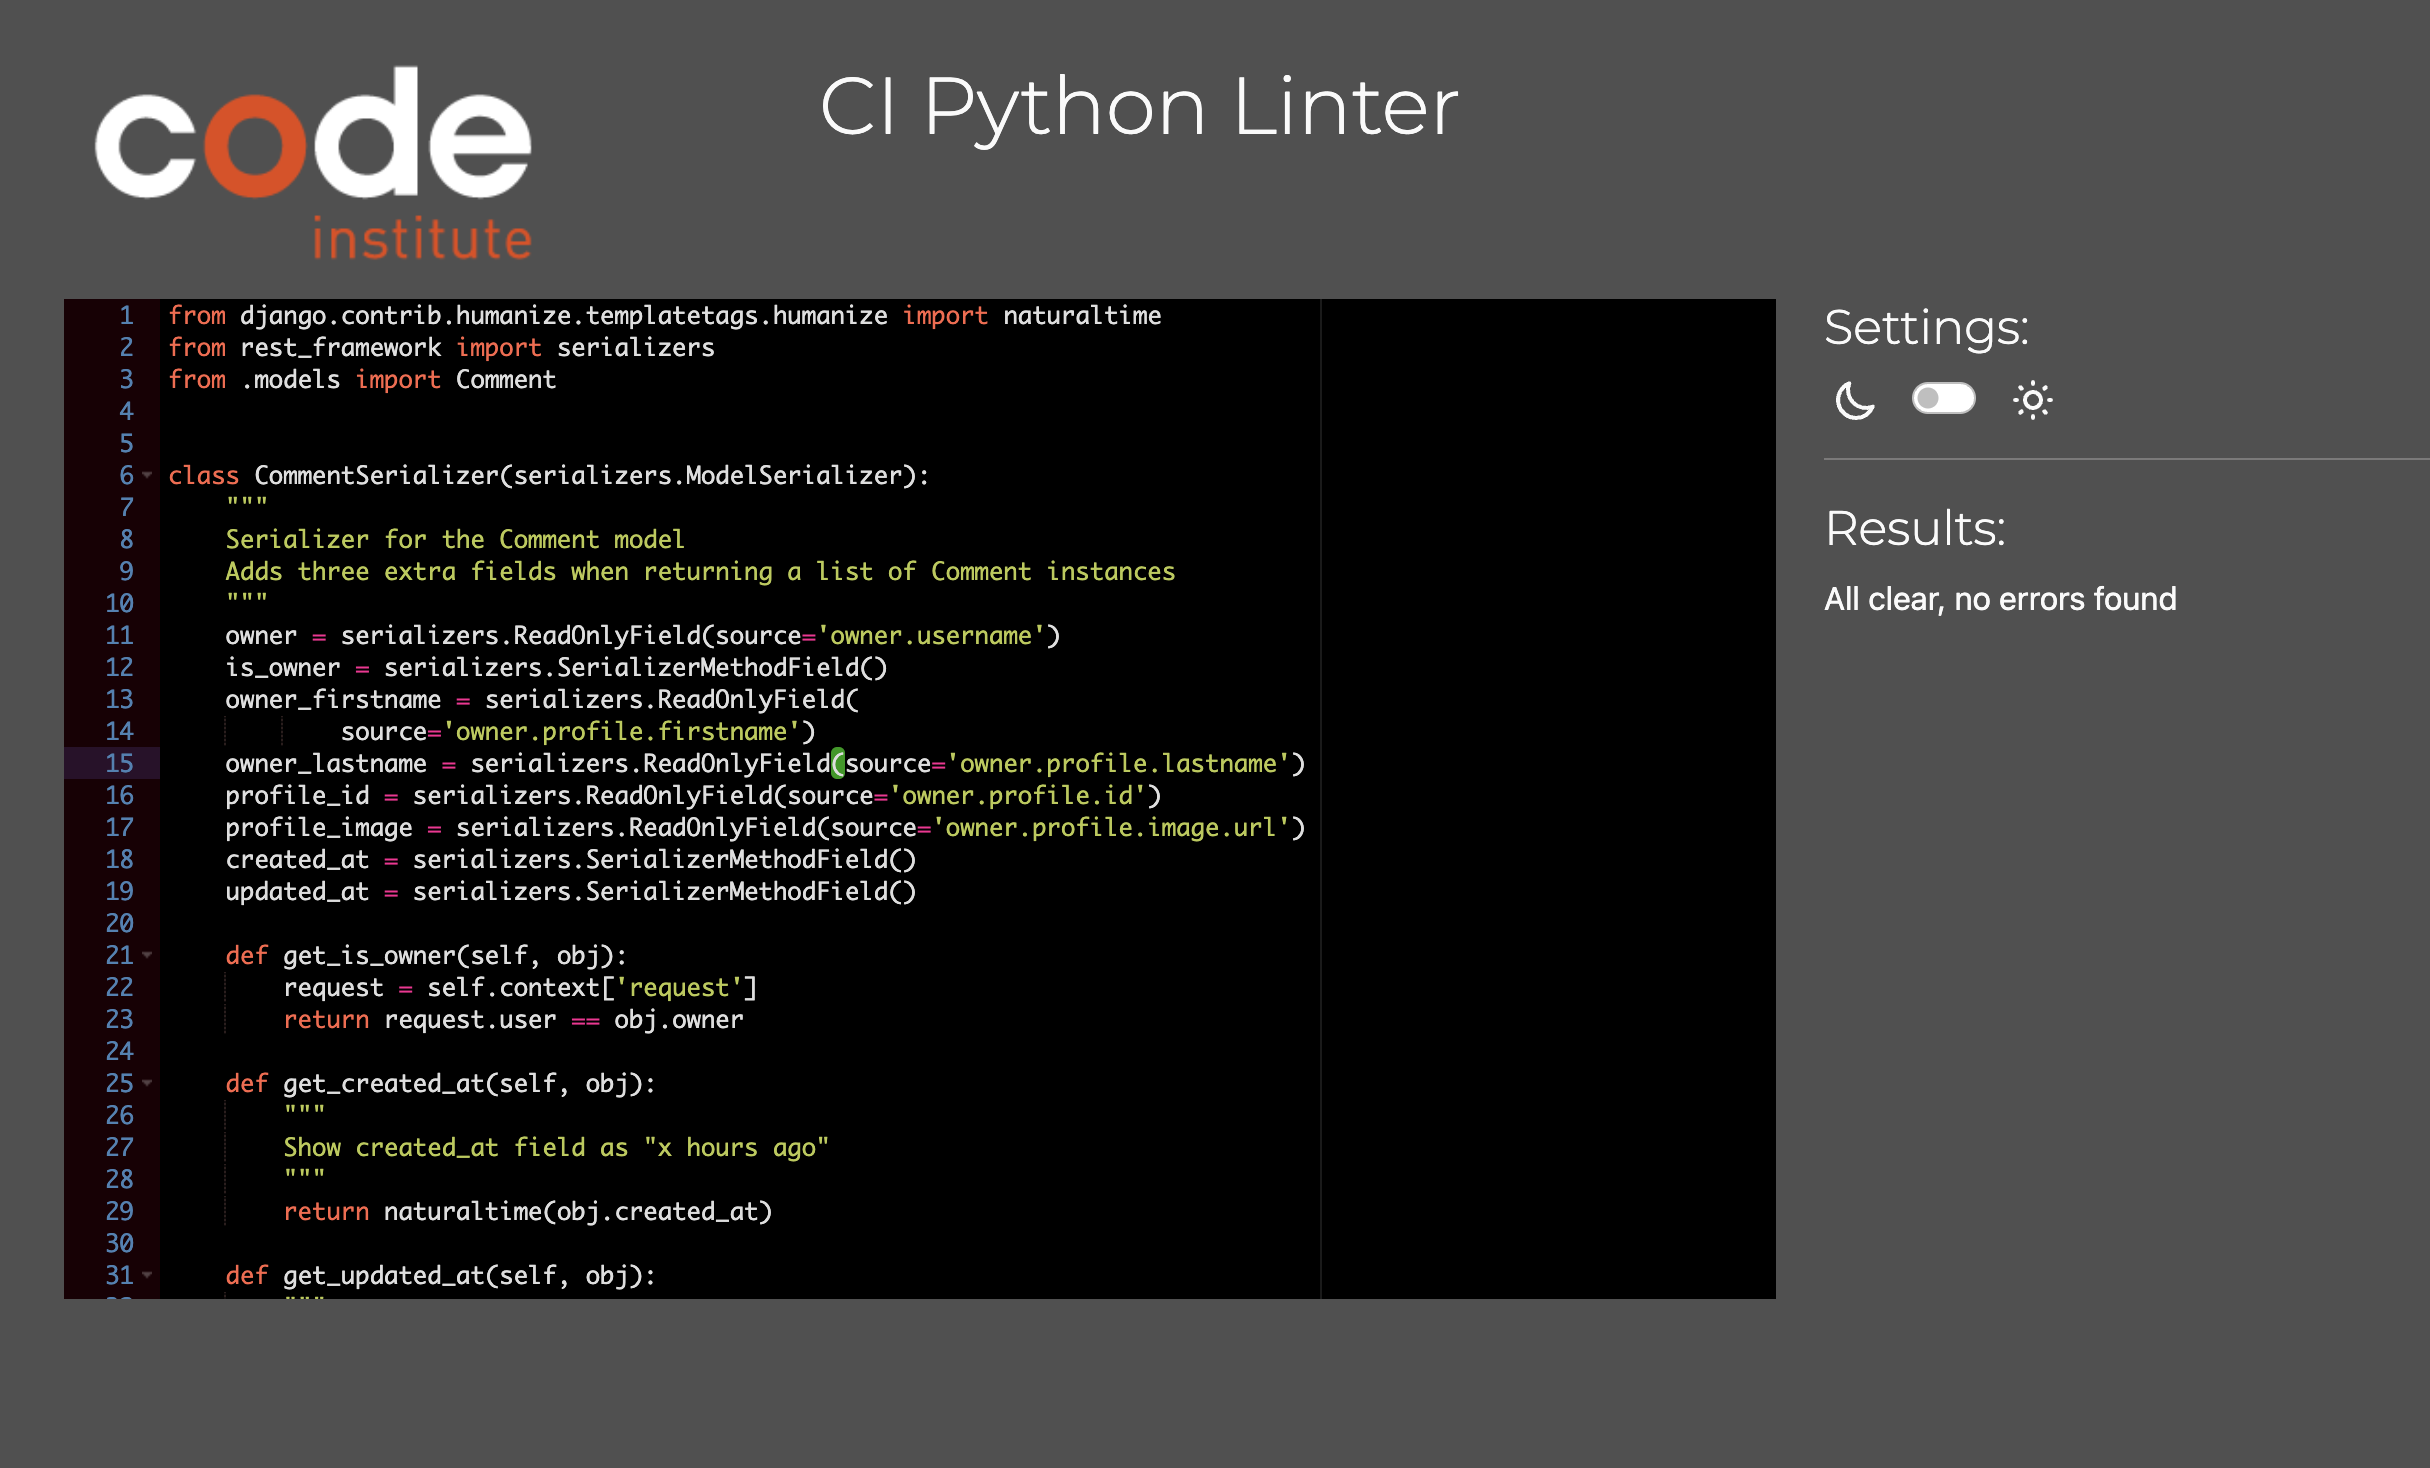 code
institute
CI Python Linter
1 from django.contrib.humanize.templatetags.humanize import naturaltime
2 from rest_framework import serializers
3 from .models import Comment
4
5
6 class CommentSerializer(serializers.ModelSerializer):
7     """
8     Serializer for the Comment model
9     Adds three extra fields when returning a list of Comment instances
10     """
11     owner = serializers.ReadOnlyField(source='owner.username')
12     is_owner = serializers.SerializerMethodField()
13     owner_firstname = serializers.ReadOnlyField(
14             source='owner.profile.firstname')
15     owner_lastname = serializers.ReadOnlyField(source='owner.profile.lastname')
16     profile_id = serializers.ReadOnlyField(source='owner.profile.id')
17     profile_image = serializers.ReadOnlyField(source='owner.profile.image.url')
18     created_at = serializers.SerializerMethodField()
19     updated_at = serializers.SerializerMethodField()
20
21     def get_is_owner(self, obj):
22         request = self.context['request']
23         return request.user == obj.owner
24
25     def get_created_at(self, obj):
26         """
27         Show created_at field as "x hours ago"
28         """
29         return naturaltime(obj.created_at)
30
31     def get_updated_at(self, obj):
Settings:
Results:
All clear, no errors found